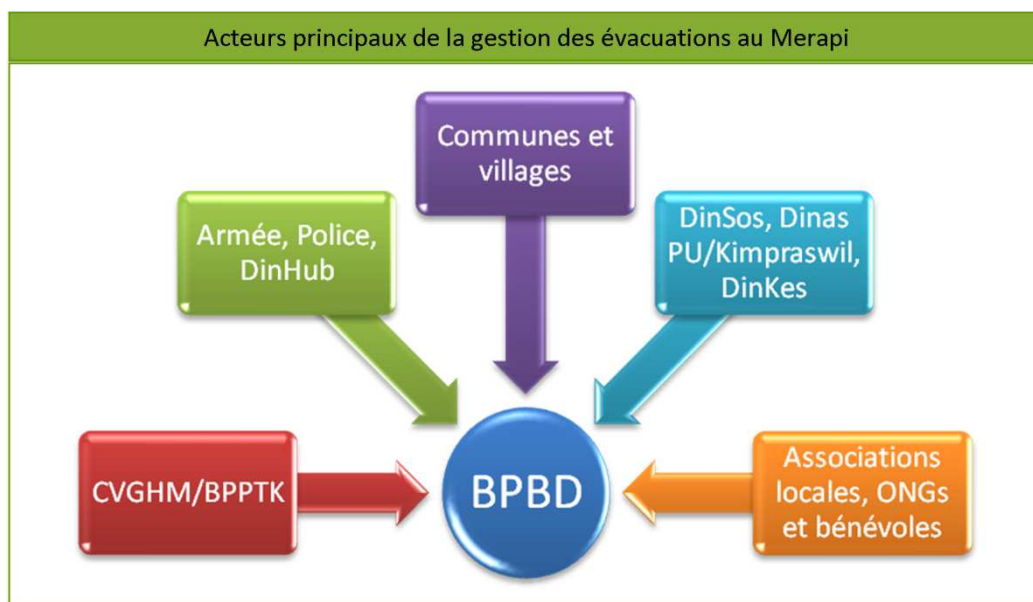 Acteurs principaux de la gestion des évacuations au Merapi
Communes et
villages
Armée, Police,
DinHub
DinSos, Dinas
PU/Kimpraswil,
DinKes
CVGHM/BPPTK
BPBD
Associations
locales, ONGs
et bénévoles